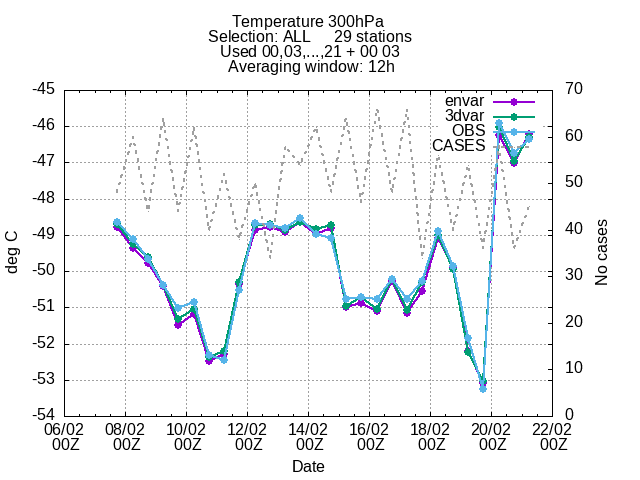 Temperature 300hPa
Selection: ALL 29 stations
Used 00,03,...,21 + 00 03
Averaging window: 12h
-45
-46
-47
-48
-49
-50
-51
-52
-53
-54
deg C
envar
3dvar
OBS
CASES
70
60
50
40
30
20
10
0
No cases
06/02 08/02 10/02 12/02 14/02 16/02 18/02 20/02 22/02
00Z 00Z 00Z 00Z 00Z 00Z 00Z 00Z 00Z
Date